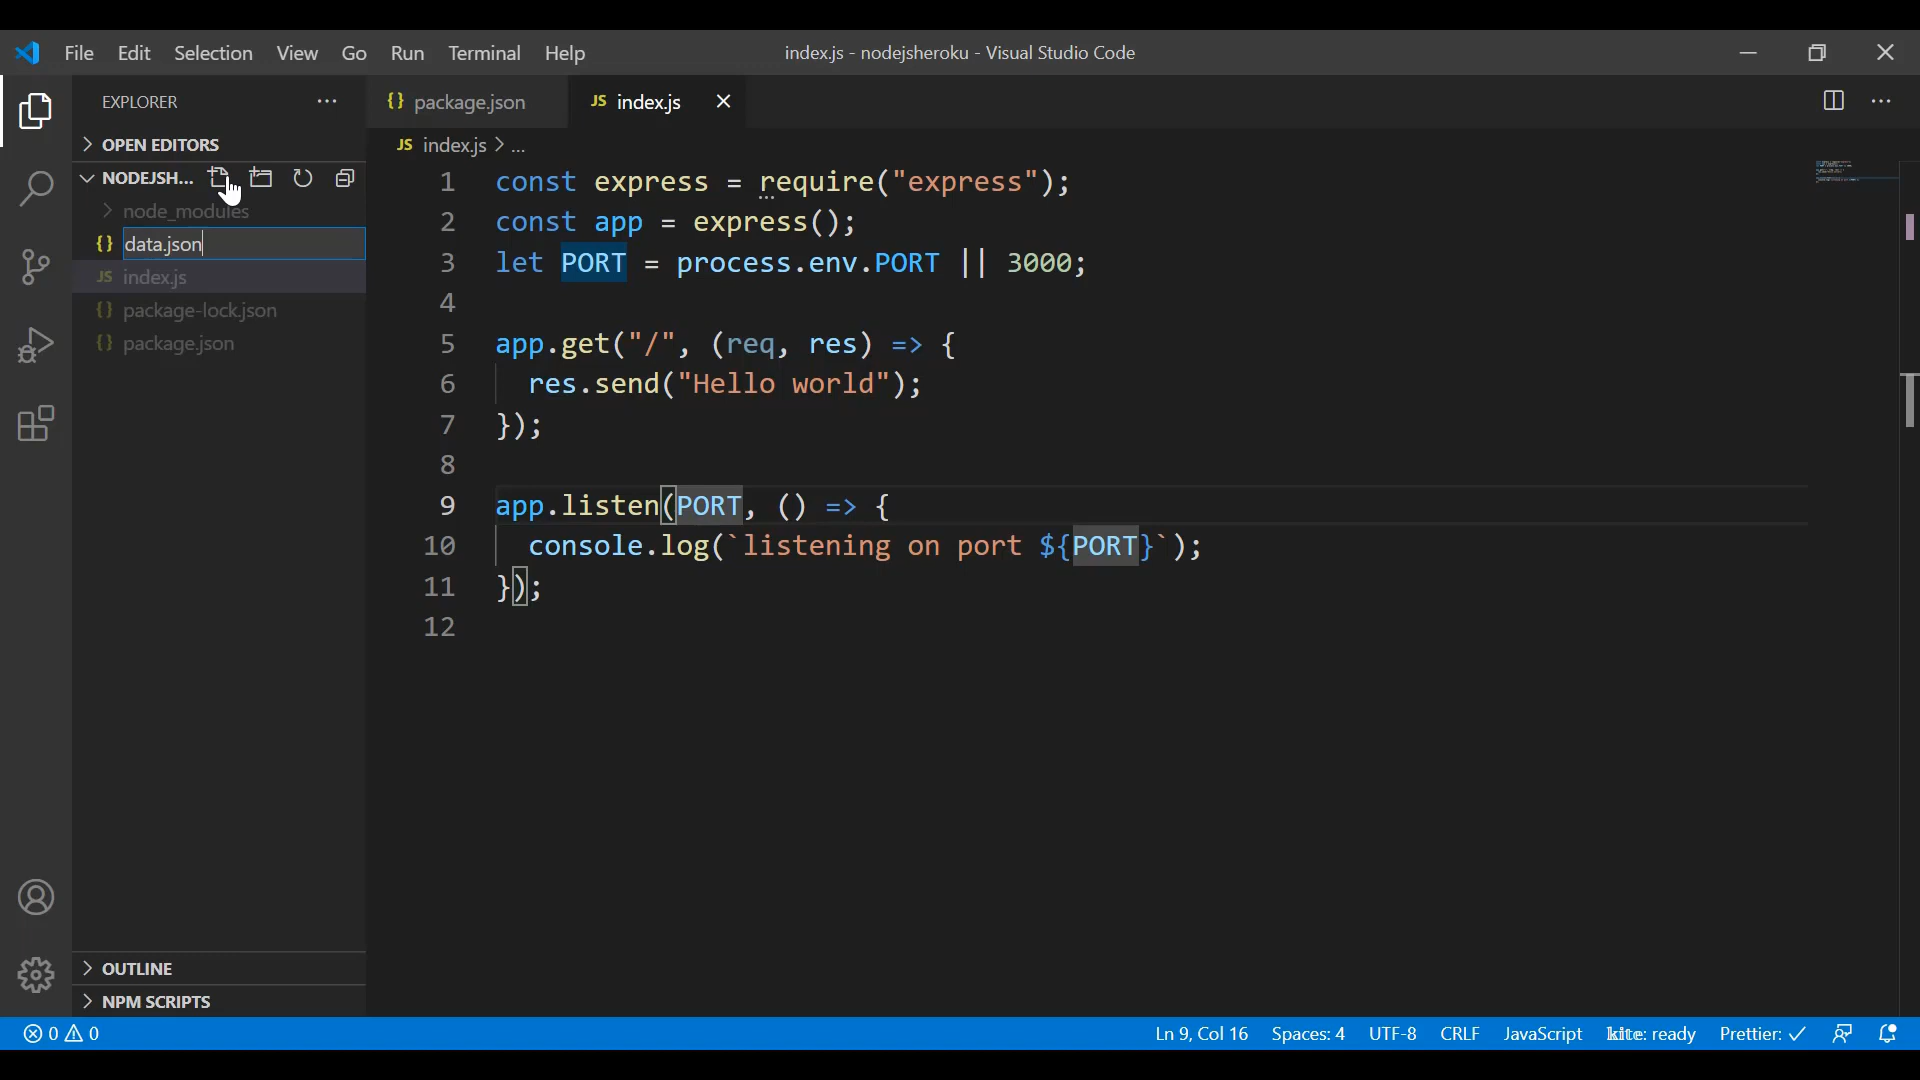 File Edit Selection View Go Run Terminal Help index.js - nodejsheroku - Visual Studio Code
EXPLORER
OPEN EDITORS
NODEJSH...
node_modules
data.json
JS index.js
package-lock.json
package.json
OUTLINE
NPM SCRIPTS
{} package.json JS index.js
JS index.js > ...
1 const express = require("express");
2 const app = express();
3 let PORT = process.env.PORT || 3000;
4
5 app.get("/", (req, res) => {
6 res.send("Hello world");
7 });
8
9 app.listen(PORT, () => {
10 console.log(`listening on port ${PORT}`);
11 });
12
0 0 Ln 9, Col 16 Spaces: 4 UTF-8 CRLF JavaScript kite: ready Prettier: ✓